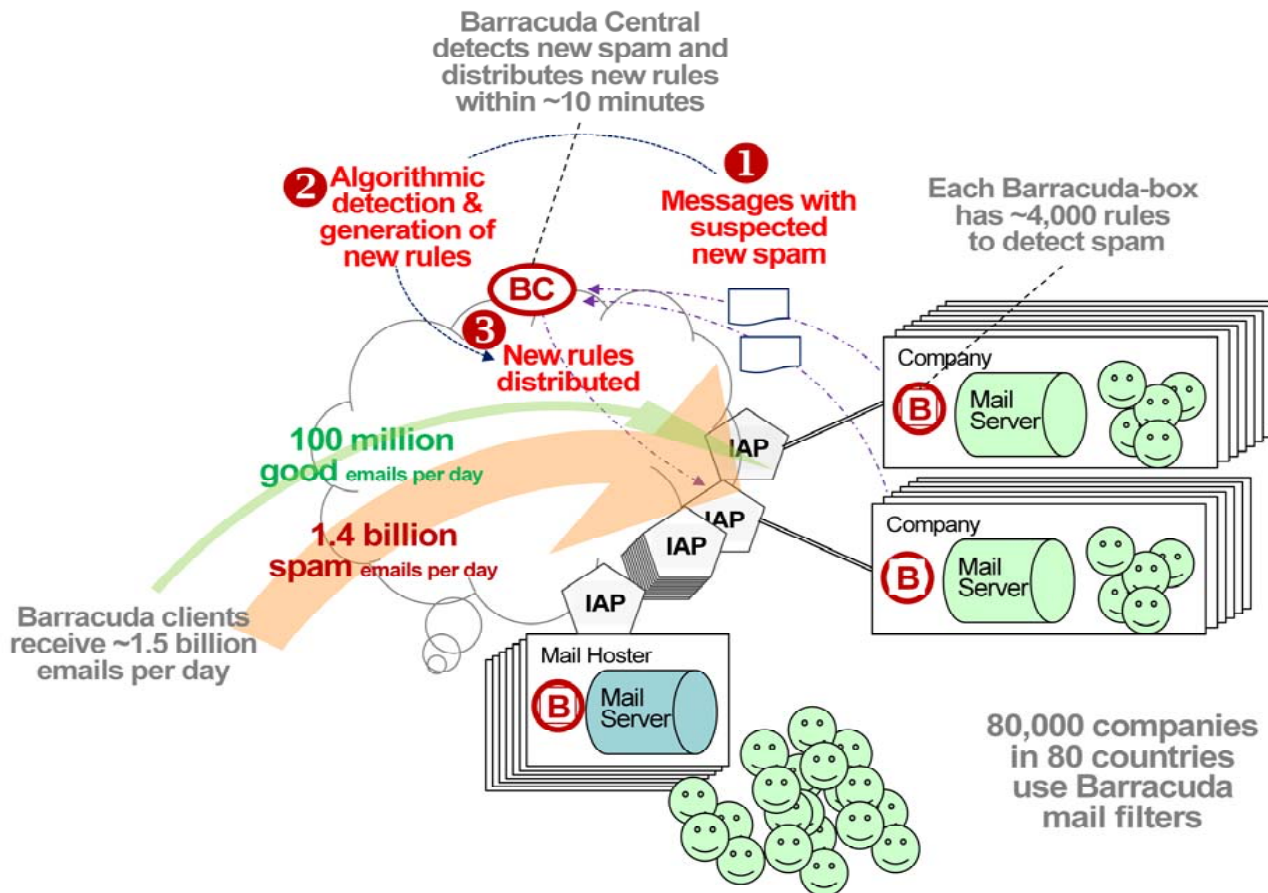 Barracuda Central
detects new spam and
distributes new rules
within ~10 minutes
1
Messages with
suspected
new spam
2
Algorithmic
detection &
generation of
new rules
Each Barracuda-box
has ~4,000 rules
to detect spam
BC
3
New rules
distributed
Company
B
Mail
Server
100 million
good emails per day
IAP
1.4 billion
spam emails per day
IAP
IAP
IAP
Company
B
Mail
Server
Barracuda clients
receive ~1.5 billion
emails per day
Mail Hoster
B
Mail
Server
80,000 companies
in 80 countries
use Barracuda
mail filters